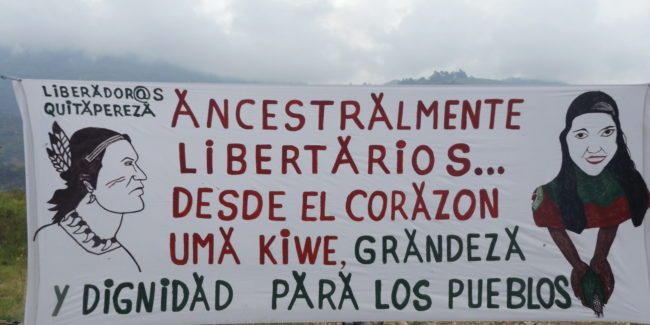 LIBERADOR@S
QUITAPEREZA
ANCESTRALMENTE
LIBERTARIOS...
DESDE EL CORAZON
UMA KIWE, GRANDEZA
Y DIGNIDAD PARA LOS PUEBLOS